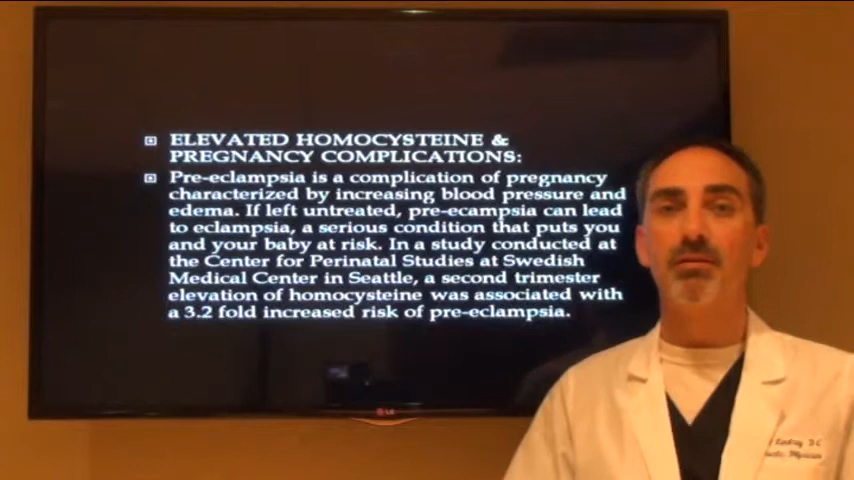 ELEVATED HOMOCYSTEINE &
PREGNANCY COMPLICATIONS:
Pre-eclampsia is a complication of pregnancy
characterized by increasing blood pressure and
edema. If left untreated, pre-ecampsia can lead
to eclampsia, a serious condition that puts you
and your baby at risk. In a study conducted at
the Center for Perinatal Studies at Swedish
Medical Center in Seattle, a second trimester
elevation of homocysteine was associated with
a 3.2 fold increased risk of pre-eclampsia.
LG
D.C
Physician